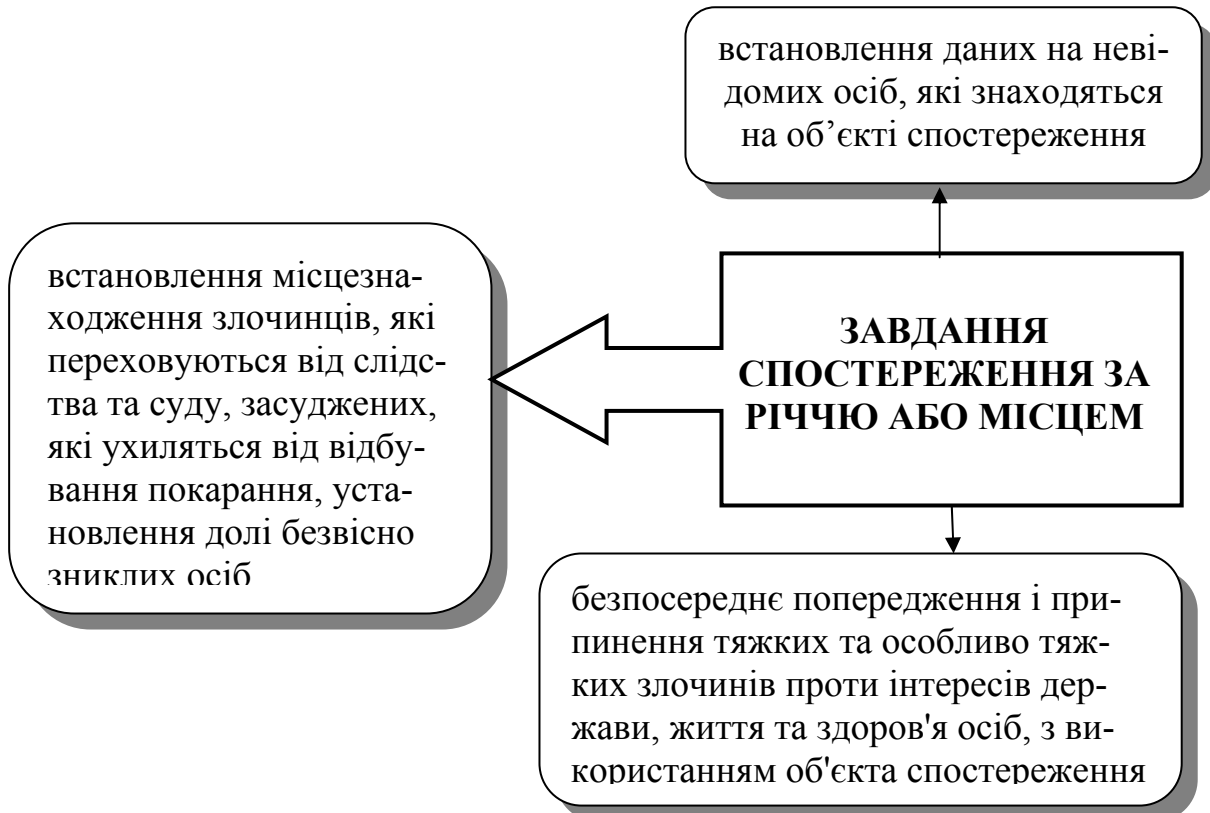 встановлення даних на неві-
домих осіб, які знаходяться
на об’єкті спостереження
встановлення місцезна-
ходження злочинців, які
переховуються від слідс-
тва та суду, засуджених,
які ухиляться від відбу-
вання покарання, уста-
новлення долі безвісно
зниклих осіб
ЗАВДАННЯ
СПОСТЕРЕЖЕННЯ ЗА
РІЧЧЮ АБО МІСЦЕМ
безпосереднє попередження і при-
пинення тяжких та особливо тяж-
ких злочинів проти інтересів дер-
жави, життя та здоров'я осіб, з ви-
користанням об'єкта спостереження